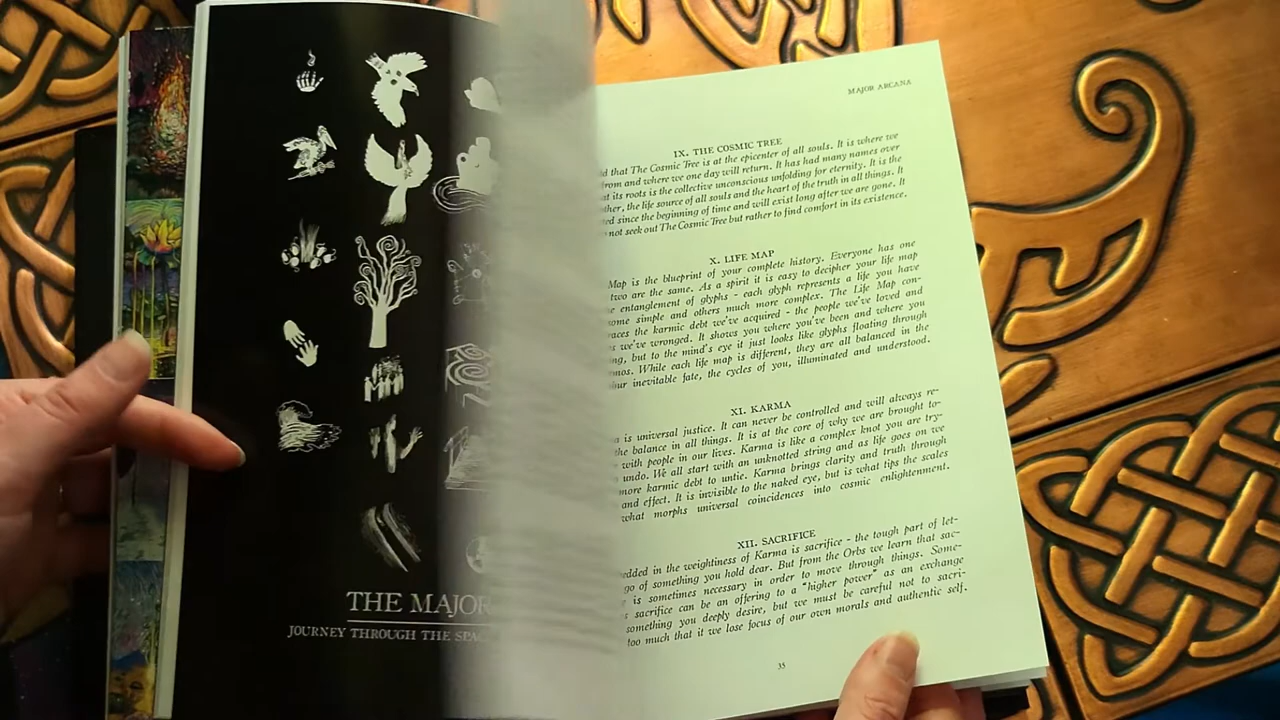 THE MAJOR
JOURNEY THROUGH THE
MAJOR ARCANA
IX. THE COSMIC TREE
that The Cosmic Tree is at the epicenter of all souls. It is where we
from and where we one day will return. It has had many names over
at its roots is the collective unconscious unfolding for eternity. It is the
the life source of all souls and the heart of the truth in all things. It
since the beginning of time and will exist long after we are gone. It
not seek out The Cosmic Tree but rather to find comfort in its existence.
X. LIFE MAP
Map is the blueprint of your complete history. Everyone has one
two are the same. As a spirit it is easy to decipher your life map
entanglement of glyphs - each glyph represents a life you have
some simple and others much more complex. The Life Map con-
the karmic debt we've acquired - the people we've loved and
we've wronged. It shows you where you've been and where you
but to the mind's eye it just looks like glyphs floating through
While each life map is different, they are all balanced in the
inevitable fate, the cycles of you, illuminated and understood.
XI. KARMA
is universal justice. It can never be controlled and will always re-
the balance in all things. It is at the core of why we are brought to-
with people in our lives. Karma is like a complex knot you are try-
undo. We all start with an unknotted string and as life goes on we
more karmic debt to untie. Karma brings clarity and truth through
and effect. It is invisible to the naked eye, but is what tips the scales
what morphs universal coincidences into cosmic enlightenment.
XII. SACRIFICE
in the weightiness of Karma is sacrifice - the tough part of let-
go of something you hold dear. But from the Orbs we learn that sac-
is sometimes necessary in order to move through things. Some-
sacrifice can be an offering to a "higher power" as an exchange
something you deeply desire, but we must be careful not to sacri-
too much that it we lose focus of our own morals and authentic self.
35